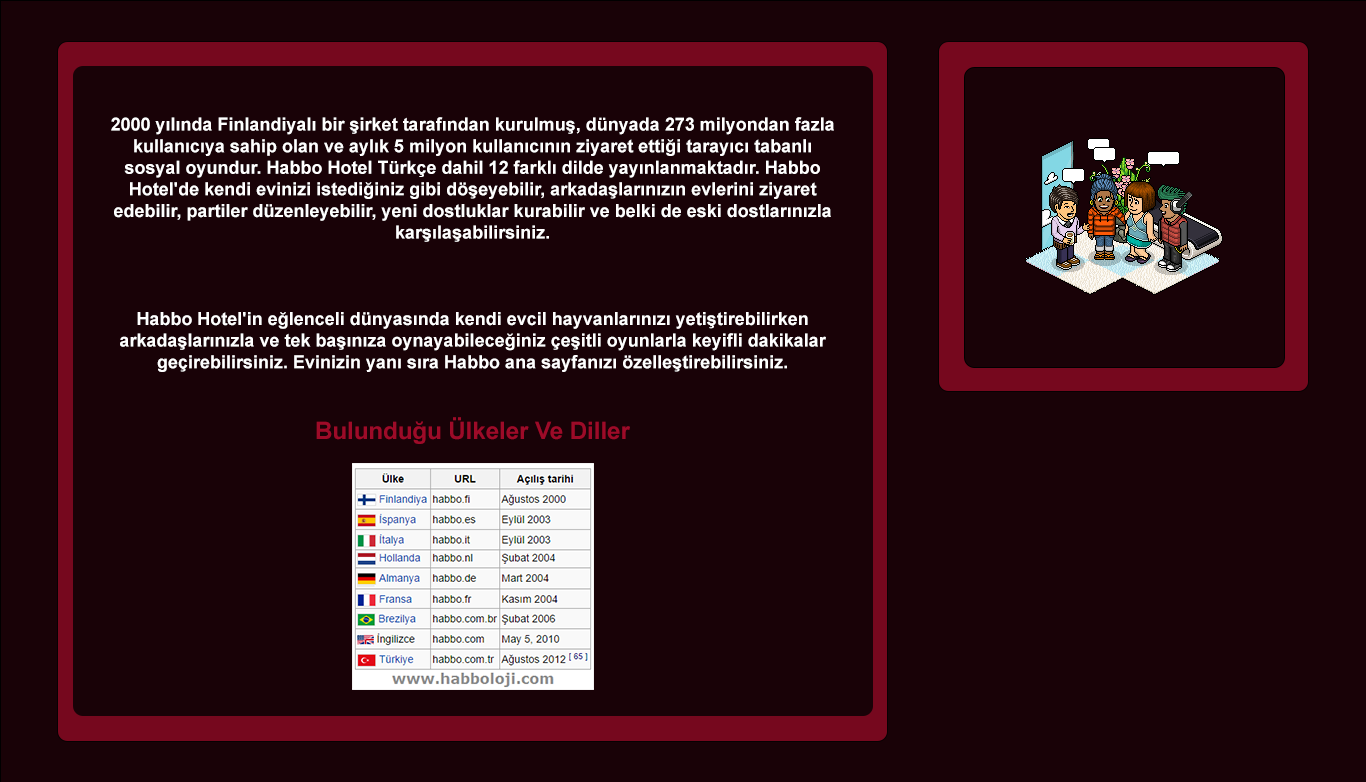 2000 yılında Finlandiyalı bir şirket tarafından kurulmuş, dünyada 273 milyondan fazla
kullanıcıya sahip olan ve aylık 5 milyon kullanıcının ziyaret ettiği tarayıcı tabanlı
sosyal oyundur. Habbo Hotel Türkçe dahil 12 farklı dilde yayınlanmaktadır. Habbo
Hotel'de kendi evinizi istediğiniz gibi döşeyebilir, arkadaşlarınızın evlerini ziyaret
edebilir, partiler düzenleyebilir, yeni dostluklar kurabilir ve belki de eski dostlarınızla
karşılaşabilirsiniz.
Habbo Hotel'in eğlenceli dünyasında kendi evcil hayvanlarınızı yetiştirebilirken
arkadaşlarınızla ve tek başınıza oynayabileceğiniz çeşitli oyunlarla keyifli dakikalar
geçirebilirsiniz. Evinizin yanı sıra Habbo ana sayfanızı özelleştirebilirsiniz.
Bulunduğu Ülkeler Ve Diller
Ülke URL Açılış tarihi
Finlandiya habbo.fi Ağustos 2000
İspanya habbo.es Eylül 2003
İtalya habbo.it Eylül 2003
Hollanda habbo.nl Şubat 2004
Almanya habbo.de Mart 2004
Fransa habbo.fr Kasım 2004
Brezilya habbo.com.br Şubat 2006
İngilizce habbo.com May 5, 2010
Türkiye habbo.com.tr Ağustos 2012 [ 65 ]
www.habboloji.com